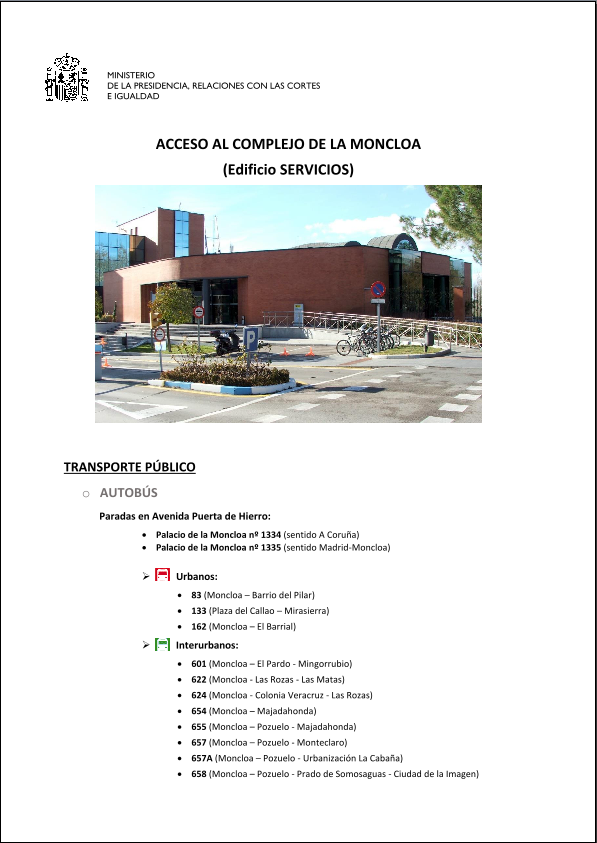 MINISTERIO
DE LA PRESIDENCIA, RELACIONES CON LAS CORTES
E IGUALDAD
ACCESO AL COMPLEJO DE LA MONCLOA
(Edificio SERVICIOS)
P
TRANSPORTE PÚBLICO
○ AUTOBÚS
Paradas en Avenida Puerta de Hierro:
• Palacio de la Moncloa nº 1334 (sentido A Coruña)
• Palacio de la Moncloa nº 1335 (sentido Madrid-Moncloa)
➢ Urbanos:
• 83 (Moncloa – Barrio del Pilar)
• 133 (Plaza del Callao – Mirasierra)
• 162 (Moncloa – El Barrial)
➢ Interurbanos:
• 601 (Moncloa – El Pardo - Mingorrubio)
• 622 (Moncloa - Las Rozas - Las Matas)
• 624 (Moncloa - Colonia Veracruz - Las Rozas)
• 654 (Moncloa – Majadahonda)
• 655 (Moncloa – Pozuelo - Majadahonda)
• 657 (Moncloa – Pozuelo - Monteclaro)
• 657A (Moncloa – Pozuelo - Urbanización La Cabaña)
• 658 (Moncloa – Pozuelo - Prado de Somosaguas - Ciudad de la Imagen)